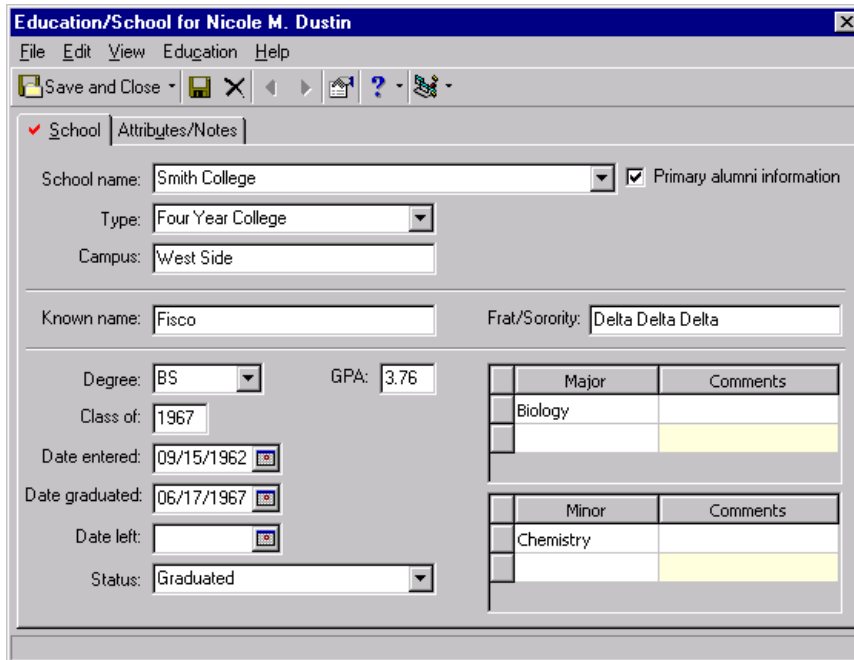 Education/School for Nicole M. Dustin
File Edit View Education Help
Save and Close ?
School Attributes/Notes
School name: Smith College Primary alumni information
Type: Four Year College
Campus: West Side
Known name: Fisco Frat/Sorority: Delta Delta Delta
Degree: BS GPA: 3.76 Major Comments
Class of: 1967 Biology
Date entered: 09/15/1962
Date graduated: 06/17/1967 Minor Comments
Date left: Chemistry
Status: Graduated